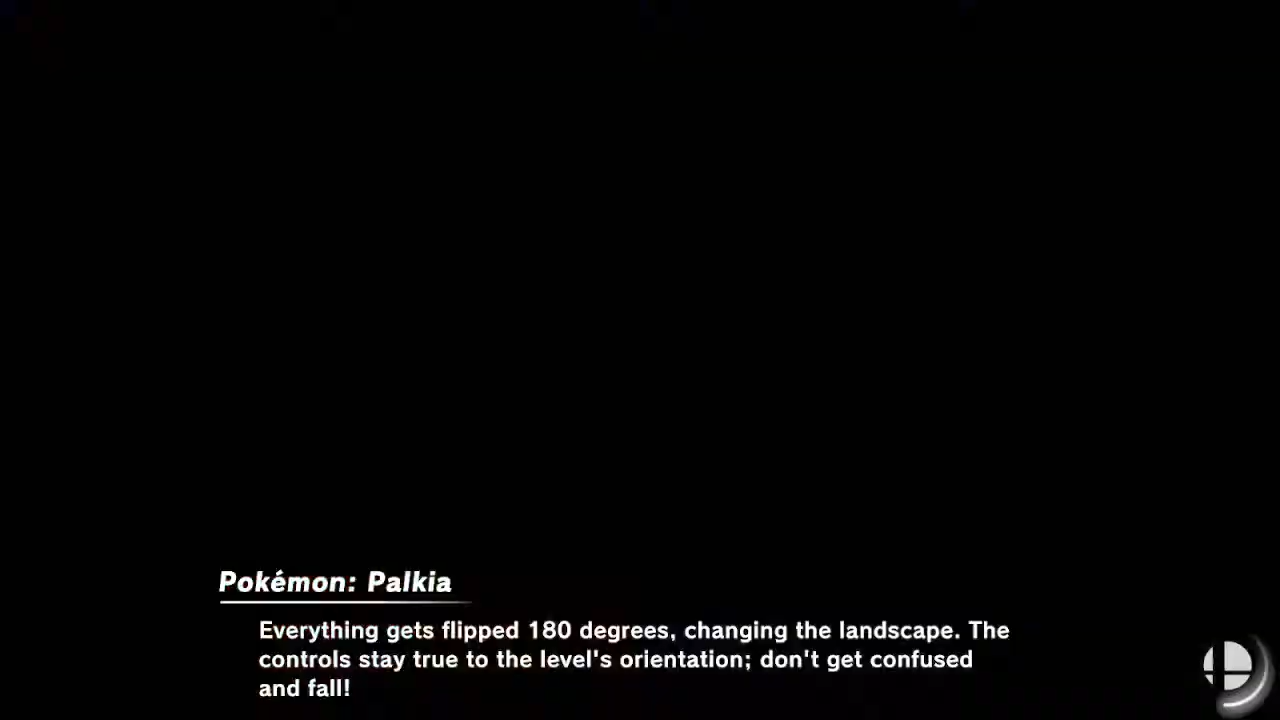 Pokémon: Palkia
Everything gets flipped 180 degrees, changing the landscape. The
controls stay true to the level's orientation; don't get confused
and fall!